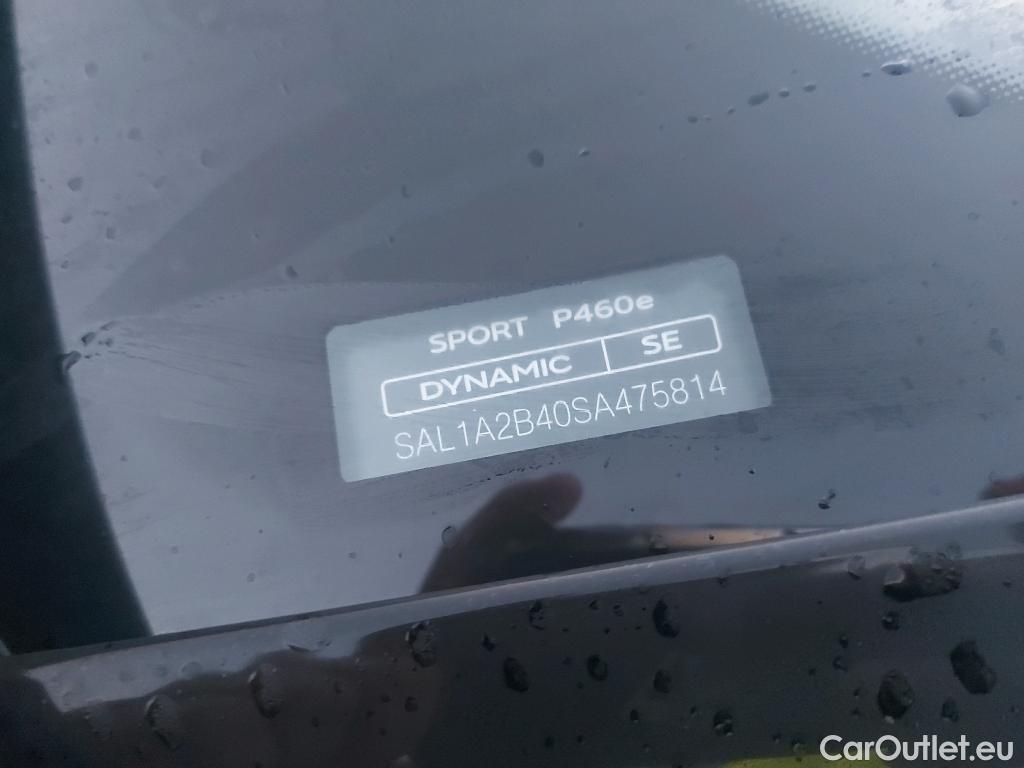 SPORT P460e
DYNAMIC SE
SAL1A2B40SA475814
CarOutlet.eu